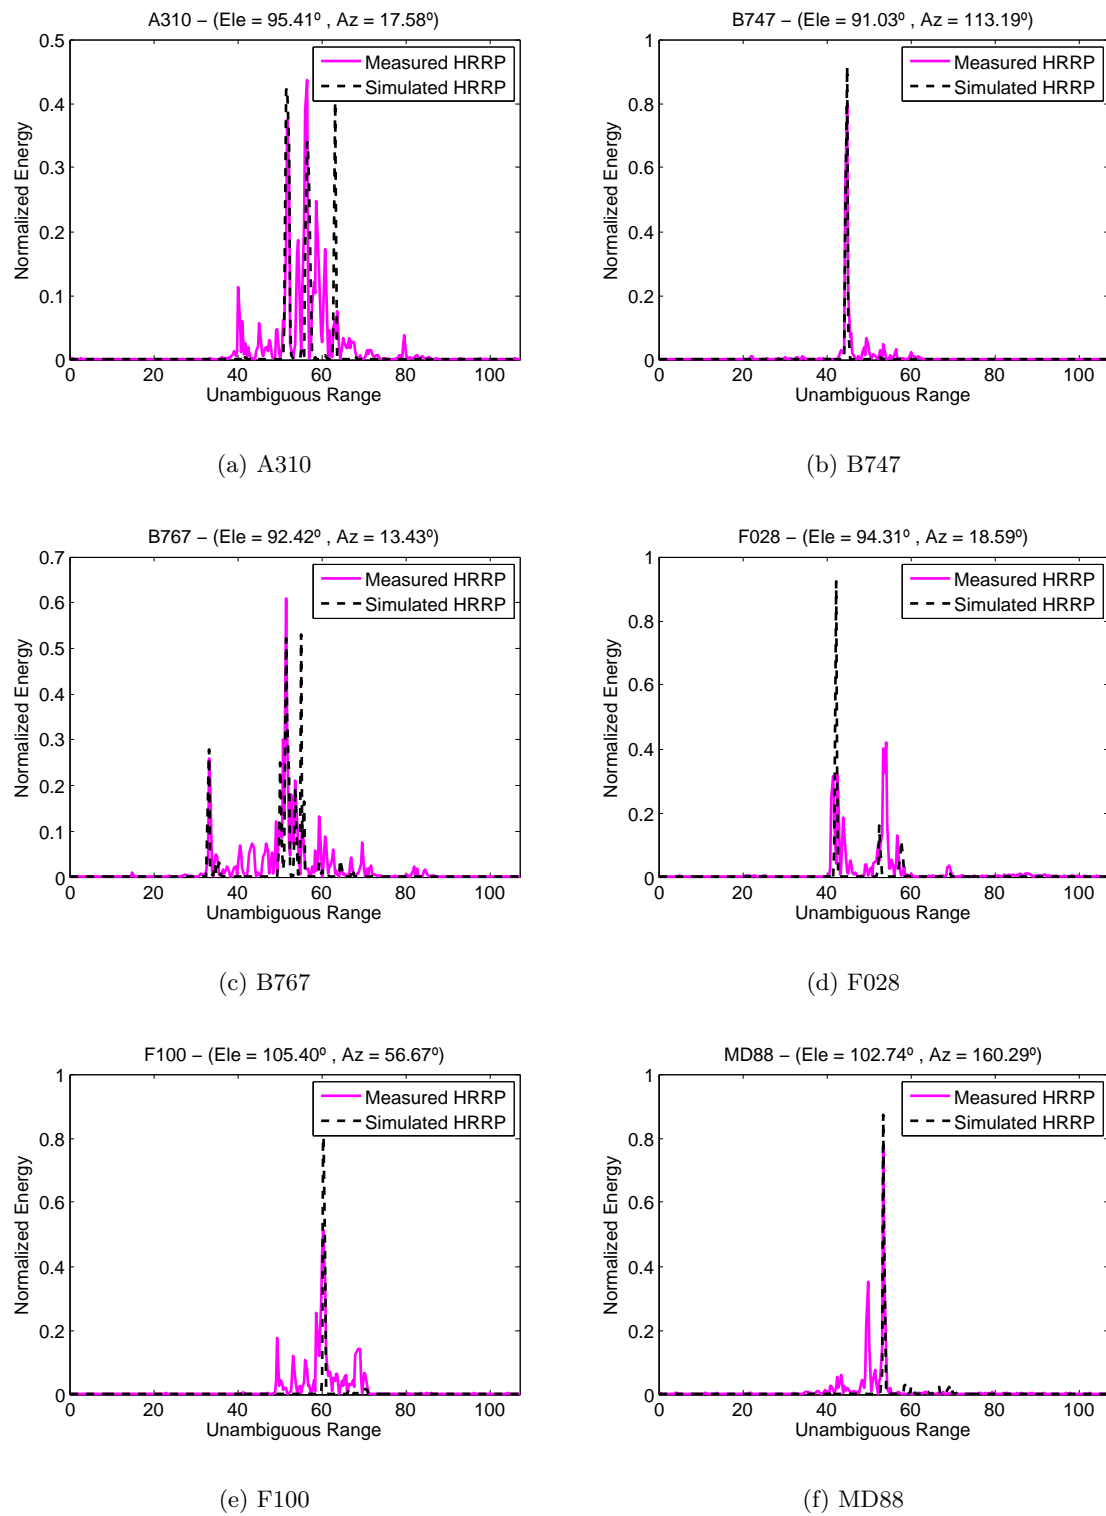 A310 − (Ele = 95.41º , Az = 17.58º)
Measured HRRP
Simulated HRRP
Normalized Energy
0.5
0.4
0.3
0.2
0.1
0
0 20 40 60 80 100
Unambiguous Range
(a) A310
B747 − (Ele = 91.03º , Az = 113.19º)
Measured HRRP
Simulated HRRP
Normalized Energy
1
0.8
0.6
0.4
0.2
0
0 20 40 60 80 100
Unambiguous Range
(b) B747
B767 − (Ele = 92.42º , Az = 13.43º)
Measured HRRP
Simulated HRRP
Normalized Energy
0.7
0.6
0.5
0.4
0.3
0.2
0.1
0
0 20 40 60 80 100
Unambiguous Range
(c) B767
F028 − (Ele = 94.31º , Az = 18.59º)
Measured HRRP
Simulated HRRP
Normalized Energy
1
0.8
0.6
0.4
0.2
0
0 20 40 60 80 100
Unambiguous Range
(d) F028
F100 − (Ele = 105.40º , Az = 56.67º)
Measured HRRP
Simulated HRRP
Normalized Energy
1
0.8
0.6
0.4
0.2
0
0 20 40 60 80 100
Unambiguous Range
(e) F100
MD88 − (Ele = 102.74º , Az = 160.29º)
Measured HRRP
Simulated HRRP
Normalized Energy
1
0.8
0.6
0.4
0.2
0
0 20 40 60 80 100
Unambiguous Range
(f) MD88